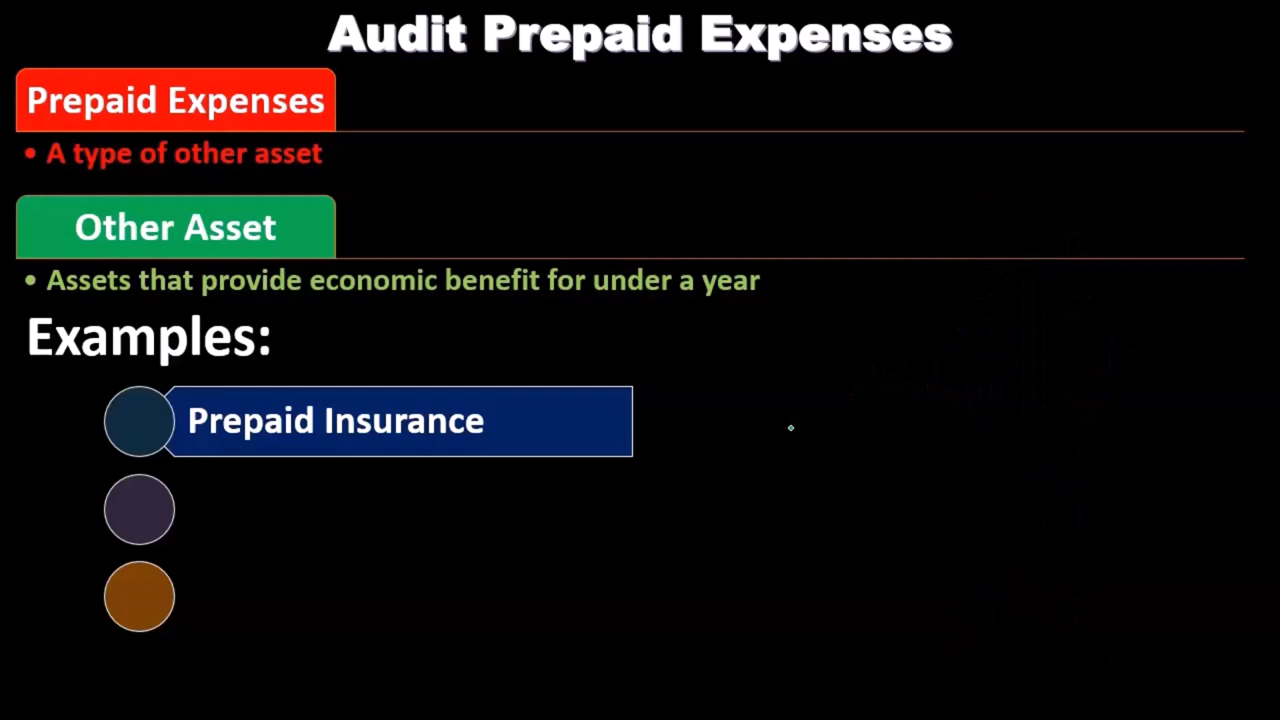 Audit Prepaid Expenses
Prepaid Expenses
• A type of other asset
Other Asset
• Assets that provide economic benefit for under a year
Examples:
Prepaid Insurance